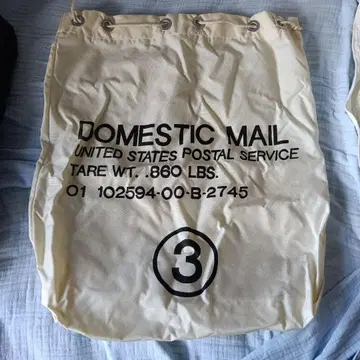 DOMESTIC MAIL
UNITED STATES POSTAL SERVICE
TARE WT. .860 LBS.
01 102594-00-B-2745
3